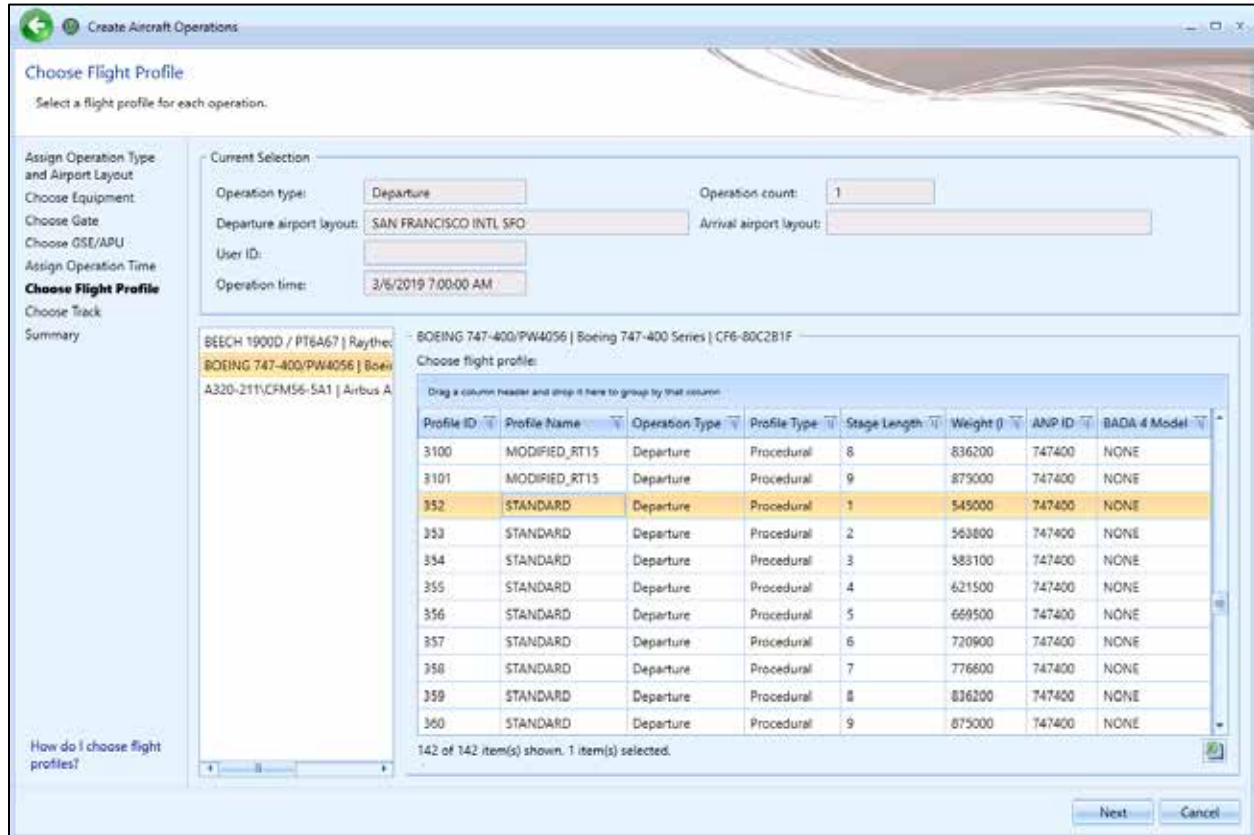 Create Aircraft Operations
Choose Flight Profile
Select a flight profile for each operation.
Assign Operation Type
and Airport Layout
Choose Equipment
Choose Gate
Choose GSE/APU
Assign Operation Time
Choose Flight Profile
Choose Track
Summary
How do I choose flight
profiles?
Current Selection
Operation type: Departure Operation count: 1
Departure airport layout: SAN FRANCISCO INTL SFO Arrival airport layout:
User ID:
Operation time: 3/6/2019 7:00:00 AM
BEECH 1900D / PT6A67 | Raythec
BOEING 747-400/PW4056 | Boein
A320-211\CFM56-5A1 | Airbus A
BOEING 747-400/PW4056 | Boeing 747-400 Series | CF6-80C2B1F
Choose flight profile:
Drag a column header and drop it here to group by that column
Profile ID Profile Name Operation Type Profile Type Stage Length Weight (l ANP ID BADA 4 Model
3100 MODIFIED_RT15 Departure Procedural 8 836200 747400 NONE
3101 MODIFIED_RT15 Departure Procedural 9 875000 747400 NONE
352 STANDARD Departure Procedural 1 545000 747400 NONE
353 STANDARD Departure Procedural 2 563800 747400 NONE
354 STANDARD Departure Procedural 3 583100 747400 NONE
355 STANDARD Departure Procedural 4 621500 747400 NONE
356 STANDARD Departure Procedural 5 669500 747400 NONE
357 STANDARD Departure Procedural 6 720900 747400 NONE
358 STANDARD Departure Procedural 7 776600 747400 NONE
359 STANDARD Departure Procedural 8 836200 747400 NONE
360 STANDARD Departure Procedural 9 875000 747400 NONE
142 of 142 item(s) shown. 1 item(s) selected.
Next Cancel